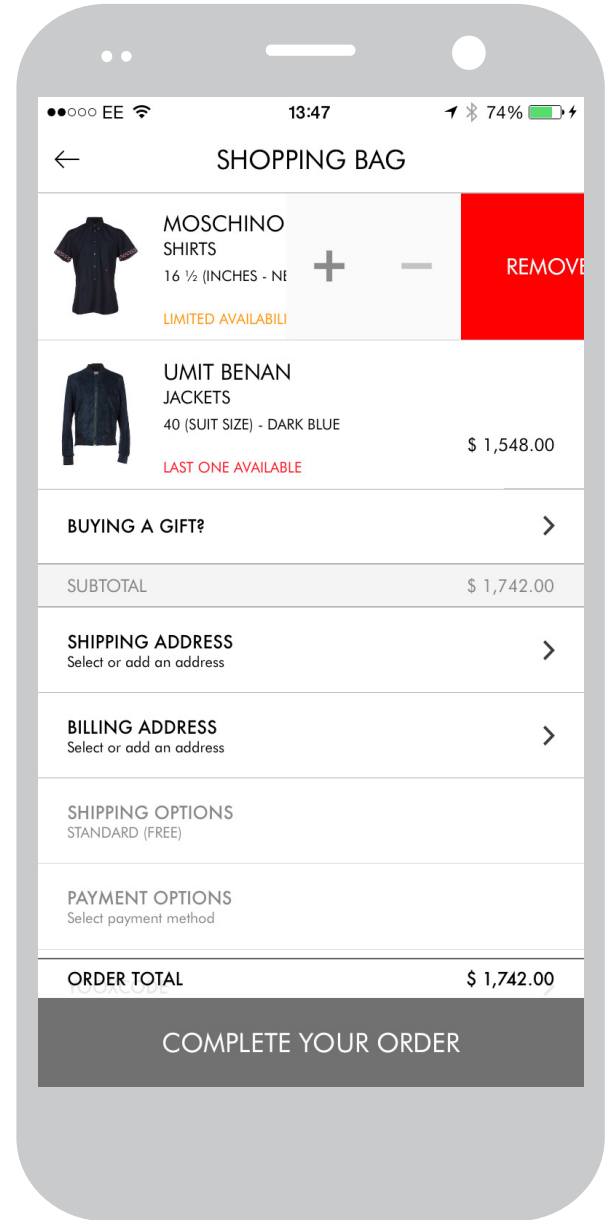 EE 13:47 74%
SHOPPING BAG
MOSCHINO
SHIRTS
16 ½ (INCHES - NE
LIMITED AVAILABILI
REMOVE
UMIT BENAN
JACKETS
40 (SUIT SIZE) - DARK BLUE
$ 1,548.00
LAST ONE AVAILABLE
BUYING A GIFT?
SUBTOTAL $ 1,742.00
SHIPPING ADDRESS
Select or add an address
BILLING ADDRESS
Select or add an address
SHIPPING OPTIONS
STANDARD (FREE)
PAYMENT OPTIONS
Select payment method
ORDER TOTAL $ 1,742.00
YOOXCODE
COMPLETE YOUR ORDER